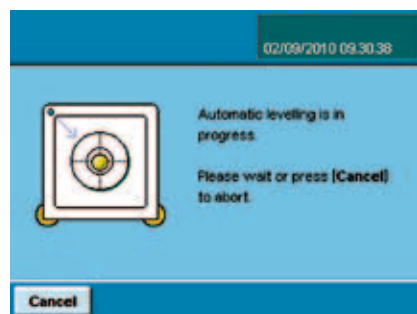 02/09/2010 09.30.38
Automatic levelling is in
progress.
Please wait or press [Cancel]
to abort.
Cancel